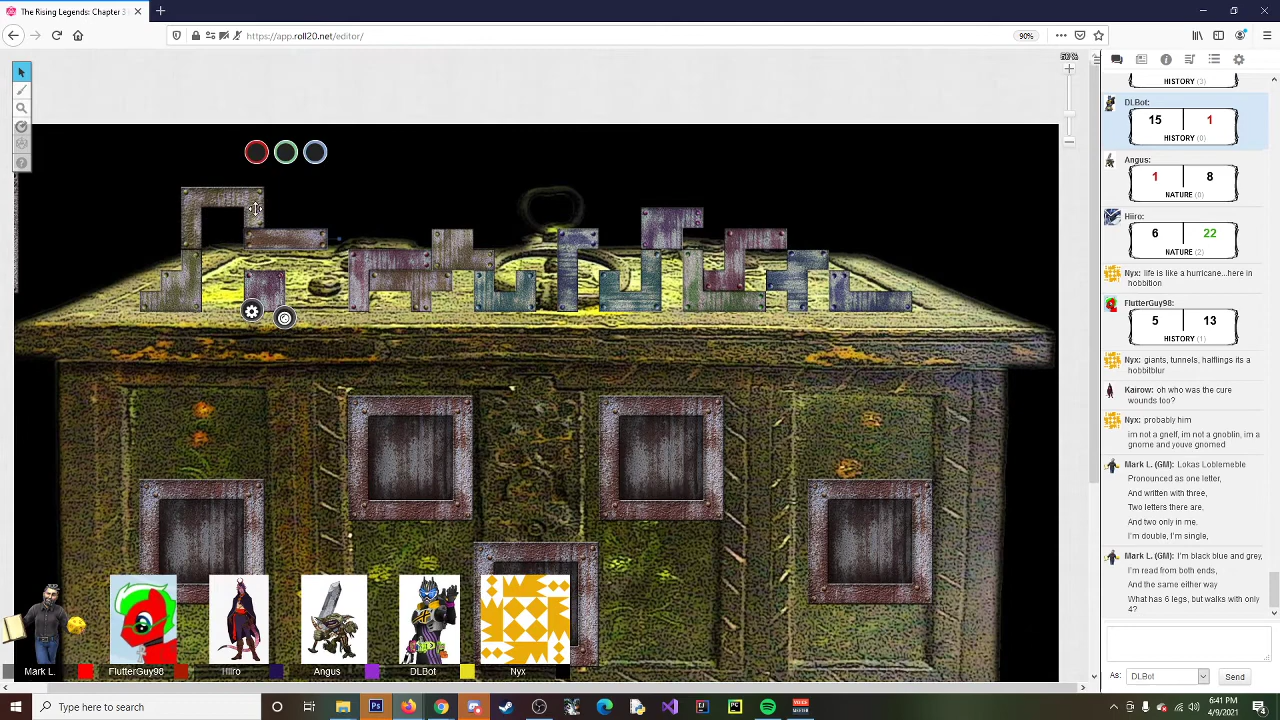 The Rising Legends: Chapter 3
https://app.roll20.net/editor/
90%
HISTORY (3)
DLBot:
15 1
HISTORY (0)
Angus:
1 8
NATURE (0)
Hiiro:
6 22
NATURE (2)
Nyx: life is like a hurricane...here in
hobbition
FlutterGuy98:
5 13
HISTORY (1)
Nyx: giants, tunnels, halflings its a
hobbitblur
Kairow: oh who was the cure
wounds too?
Nyx: probably him
im not a gnelf, im not a gnoblin, im a
gnome and youve gnomed
Mark L. (GM): Lokas Loblemeble
Pronounced as one letter,
And written with three,
Two letters there are,
And two only in me.
I'm double, I'm single,
Mark L. (GM): I'm black blue and grey,
I'm read from both ends,
And the same either way
What has 6 legs, but walks with only
4?
Mark L.
FlutterGuy98
Hiiro
Angus
DLBot
Nyx
As: DLBot Send
Type here to search
6:41 PM
4/9/2021